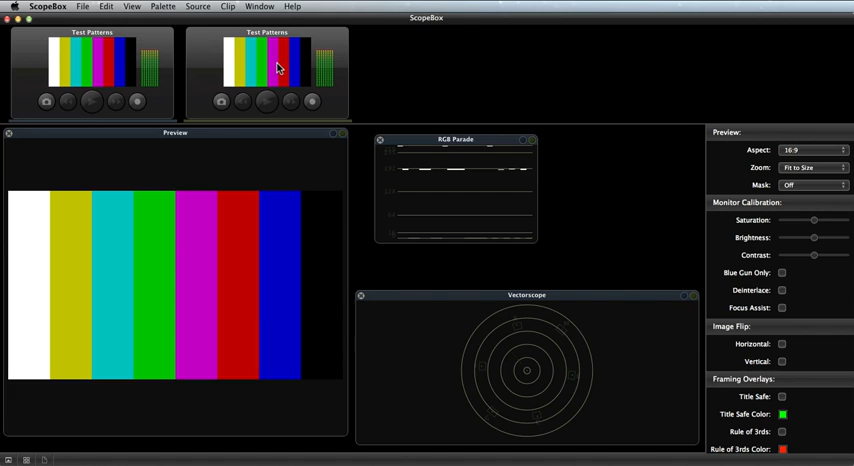 ScopeBox File Edit View Palette Source Clip Window Help
ScopeBox
Test Patterns
Test Patterns
Preview
RGB Parade
Vectorscope
Preview:
Aspect: 16:9
Zoom: Fit to Size
Mask: Off
Monitor Calibration:
Saturation:
Brightness:
Contrast:
Blue Gun Only:
Deinterlace:
Focus Assist:
Image Flip:
Horizontal:
Vertical:
Framing Overlays:
Title Safe:
Title Safe Color:
Rule of 3rds:
Rule of 3rds Color: